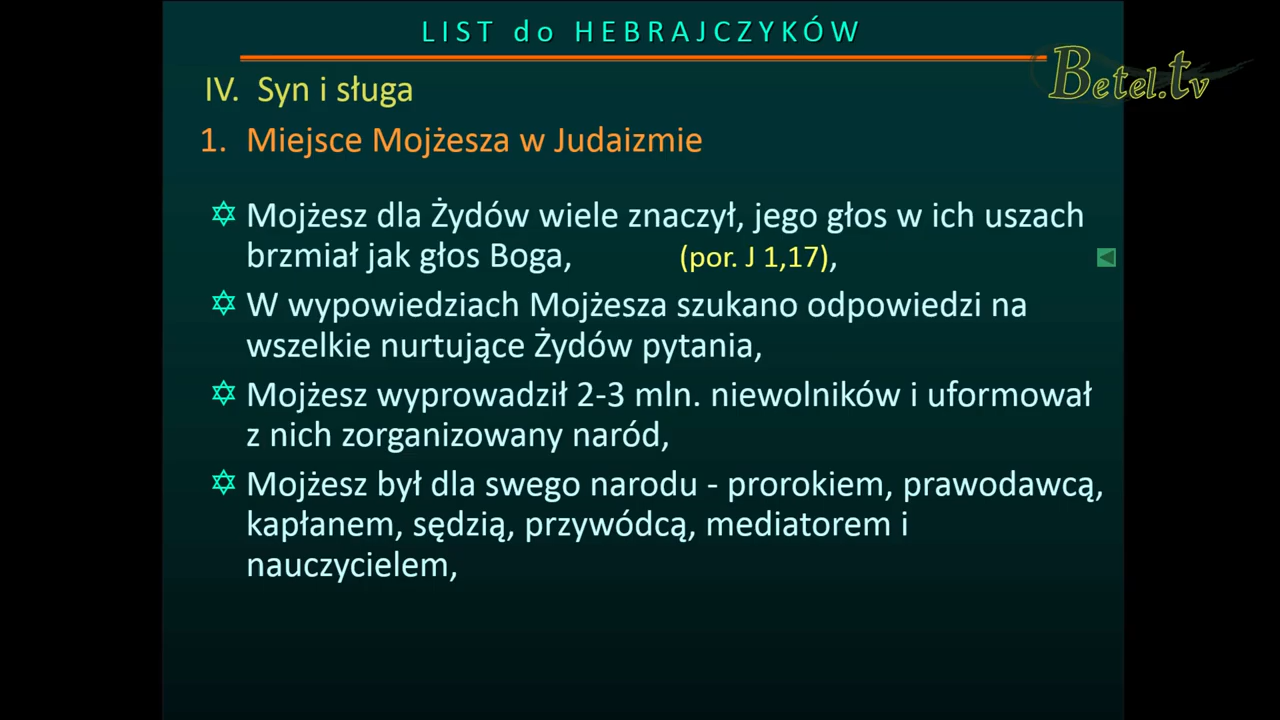 LIST do HEBRAJCZYKÓW
Betel.tv
IV. Syn i sługa
1. Miejsce Mojżesza w Judaizmie
Mojżesz dla Żydów wiele znaczył, jego głos w ich uszach
brzmiał jak głos Boga, (por. J 1,17),
W wypowiedziach Mojżesza szukano odpowiedzi na
wszelkie nurtujące Żydów pytania,
Mojżesz wyprowadził 2-3 mln. niewolników i uformował
z nich zorganizowany naród,
Mojżesz był dla swego narodu - prorokiem, prawodawcą,
kapłanem, sędzią, przywódcą, mediatorem i
nauczycielem,